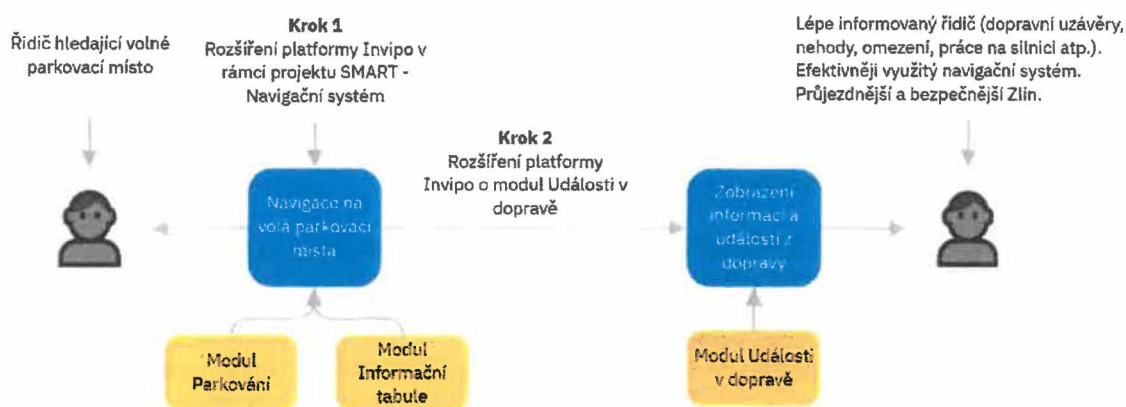 Řidič hledající volné
parkovací místo
Krok 1
Rozšíření platformy Invipo v
rámci projektu SMART -
Navigační systém
Krok 2
Rozšíření platformy
Invipo o modul Události v
dopravě
Lépe informovaný řidič (dopravní uzávěry,
nehody, omezení, práce na silnici atp.).
Efektivněji využitý navigační systém.
Průjezdnější a bezpečnější Zlín.
Navigace na
volá parkovací
místa
Zobrazení
informací a
událostí z
dopravy
Modul
Parkování
Modul
Informační
tabule
Modul Události
v dopravě